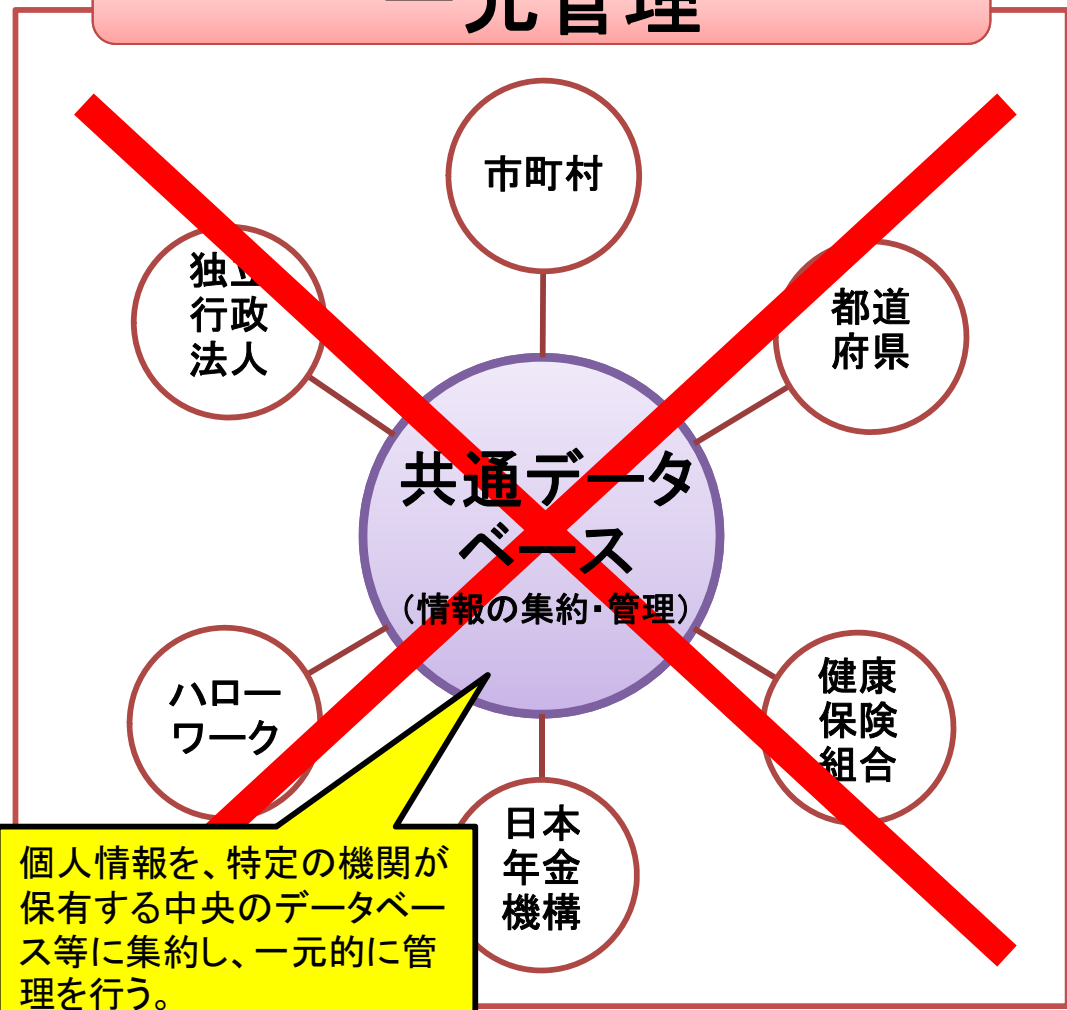 一元管理
市町村
独立
行政
法人
都道
府県
共通データ
ベース
（情報の集約・管理）
ハロー
ワーク
健康
保険
組合
日本
年金
機構
個人情報を、特定の機関が
保有する中央のデータベー
ス等に集約し、一元的に管
理を行う。